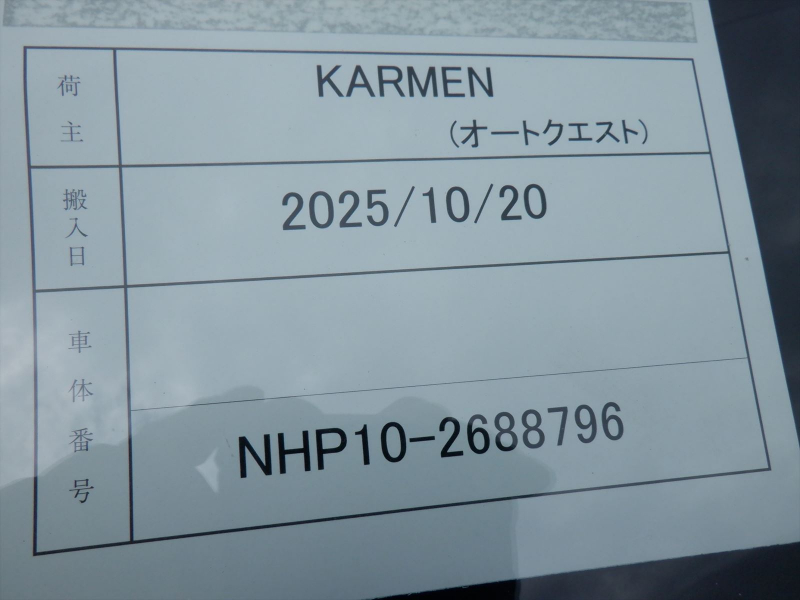 荷主
KARMEN
(オートクエスト)
搬入日
2025/10/20
車体番号
NHP10-2688796